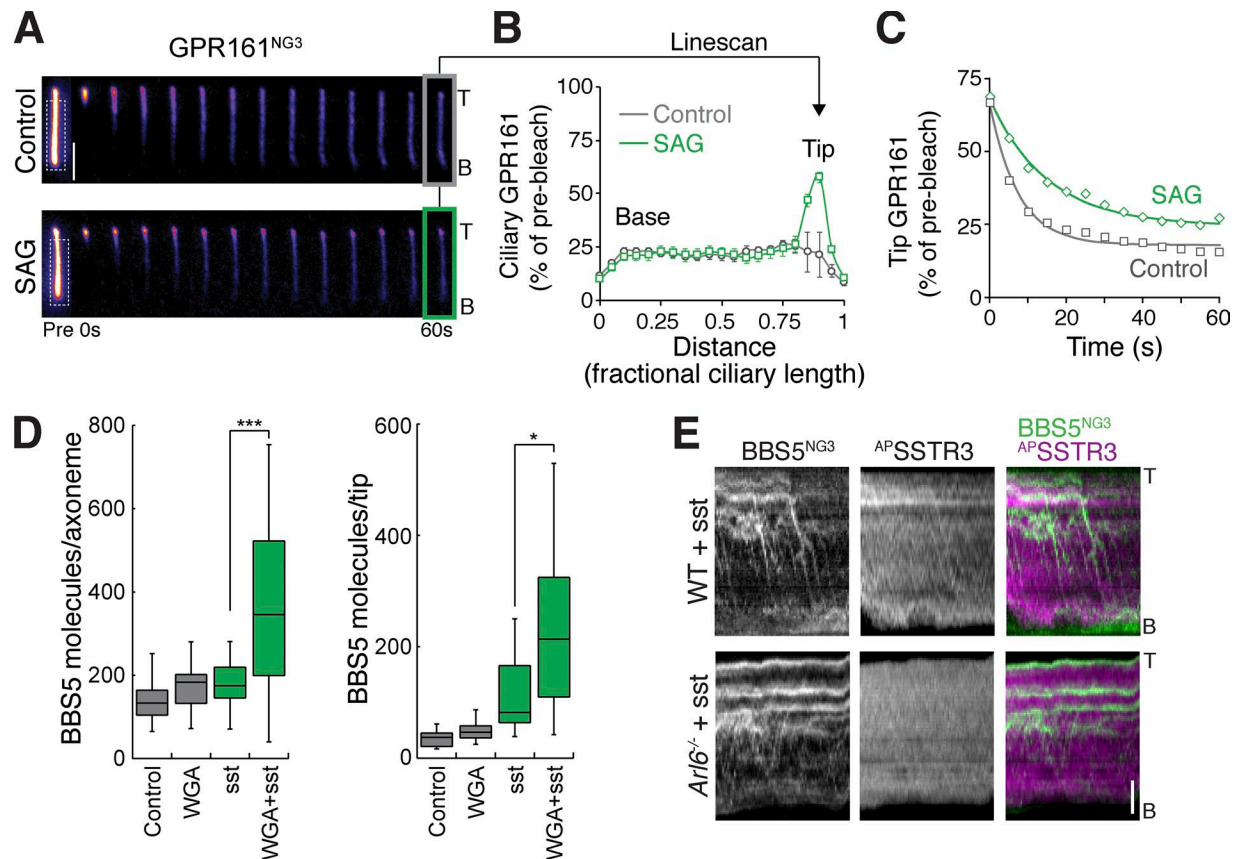 A
GPR161NG3
Control
SAG
T
B
T
B
Pre 0s
60s
B
Linescan
Ciliary GPR161
(% of pre-bleach)
100
75
50
25
0
Control
SAG
Tip
Base
0
0.25
0.5
0.75
1
Distance
(fractional ciliary length)
C
Tip GPR161
(% of pre-bleach)
75
50
25
0
SAG
Control
0
20
40
60
Time (s)
D
BBS5 molecules/axoneme
800
600
400
200
0
***
Control
WGA
sst
WGA+sst
BBS5 molecules/tip
600
400
200
0
*
Control
WGA
sst
WGA+sst
E
BBS5NG3
APSSTR3
BBS5NG3
APSSTR3
WT + sst
T
B
Arl6-/- + sst
T
B